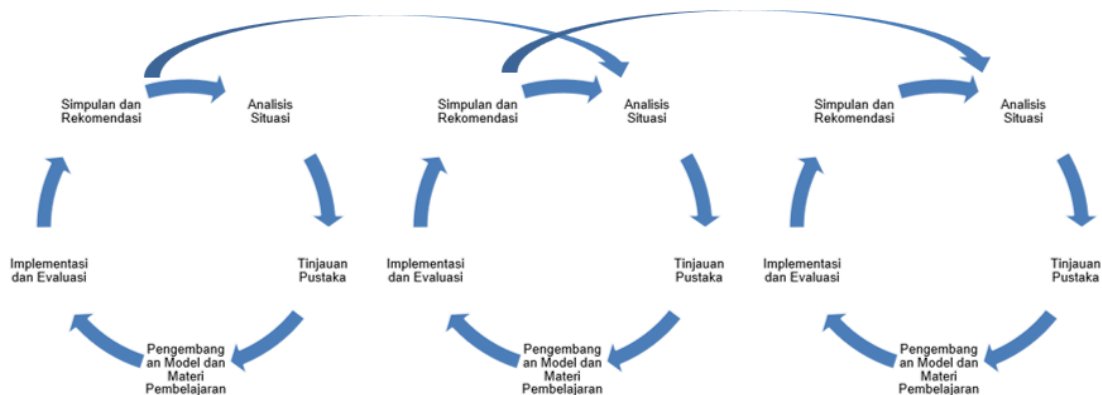 Simpulan dan
Rekomendasi
Analisis
Situasi
Tinjauan
Pustaka
Pengembang
an Model dan
Materi
Pembelajaran
Implementasi
dan Evaluasi
Simpulan dan
Rekomendasi
Analisis
Situasi
Tinjauan
Pustaka
Pengembang
an Model dan
Materi
Pembelajaran
Implementasi
dan Evaluasi
Simpulan dan
Rekomendasi
Analisis
Situasi
Tinjauan
Pustaka
Pengembang
an Model dan
Materi
Pembelajaran
Implementasi
dan Evaluasi